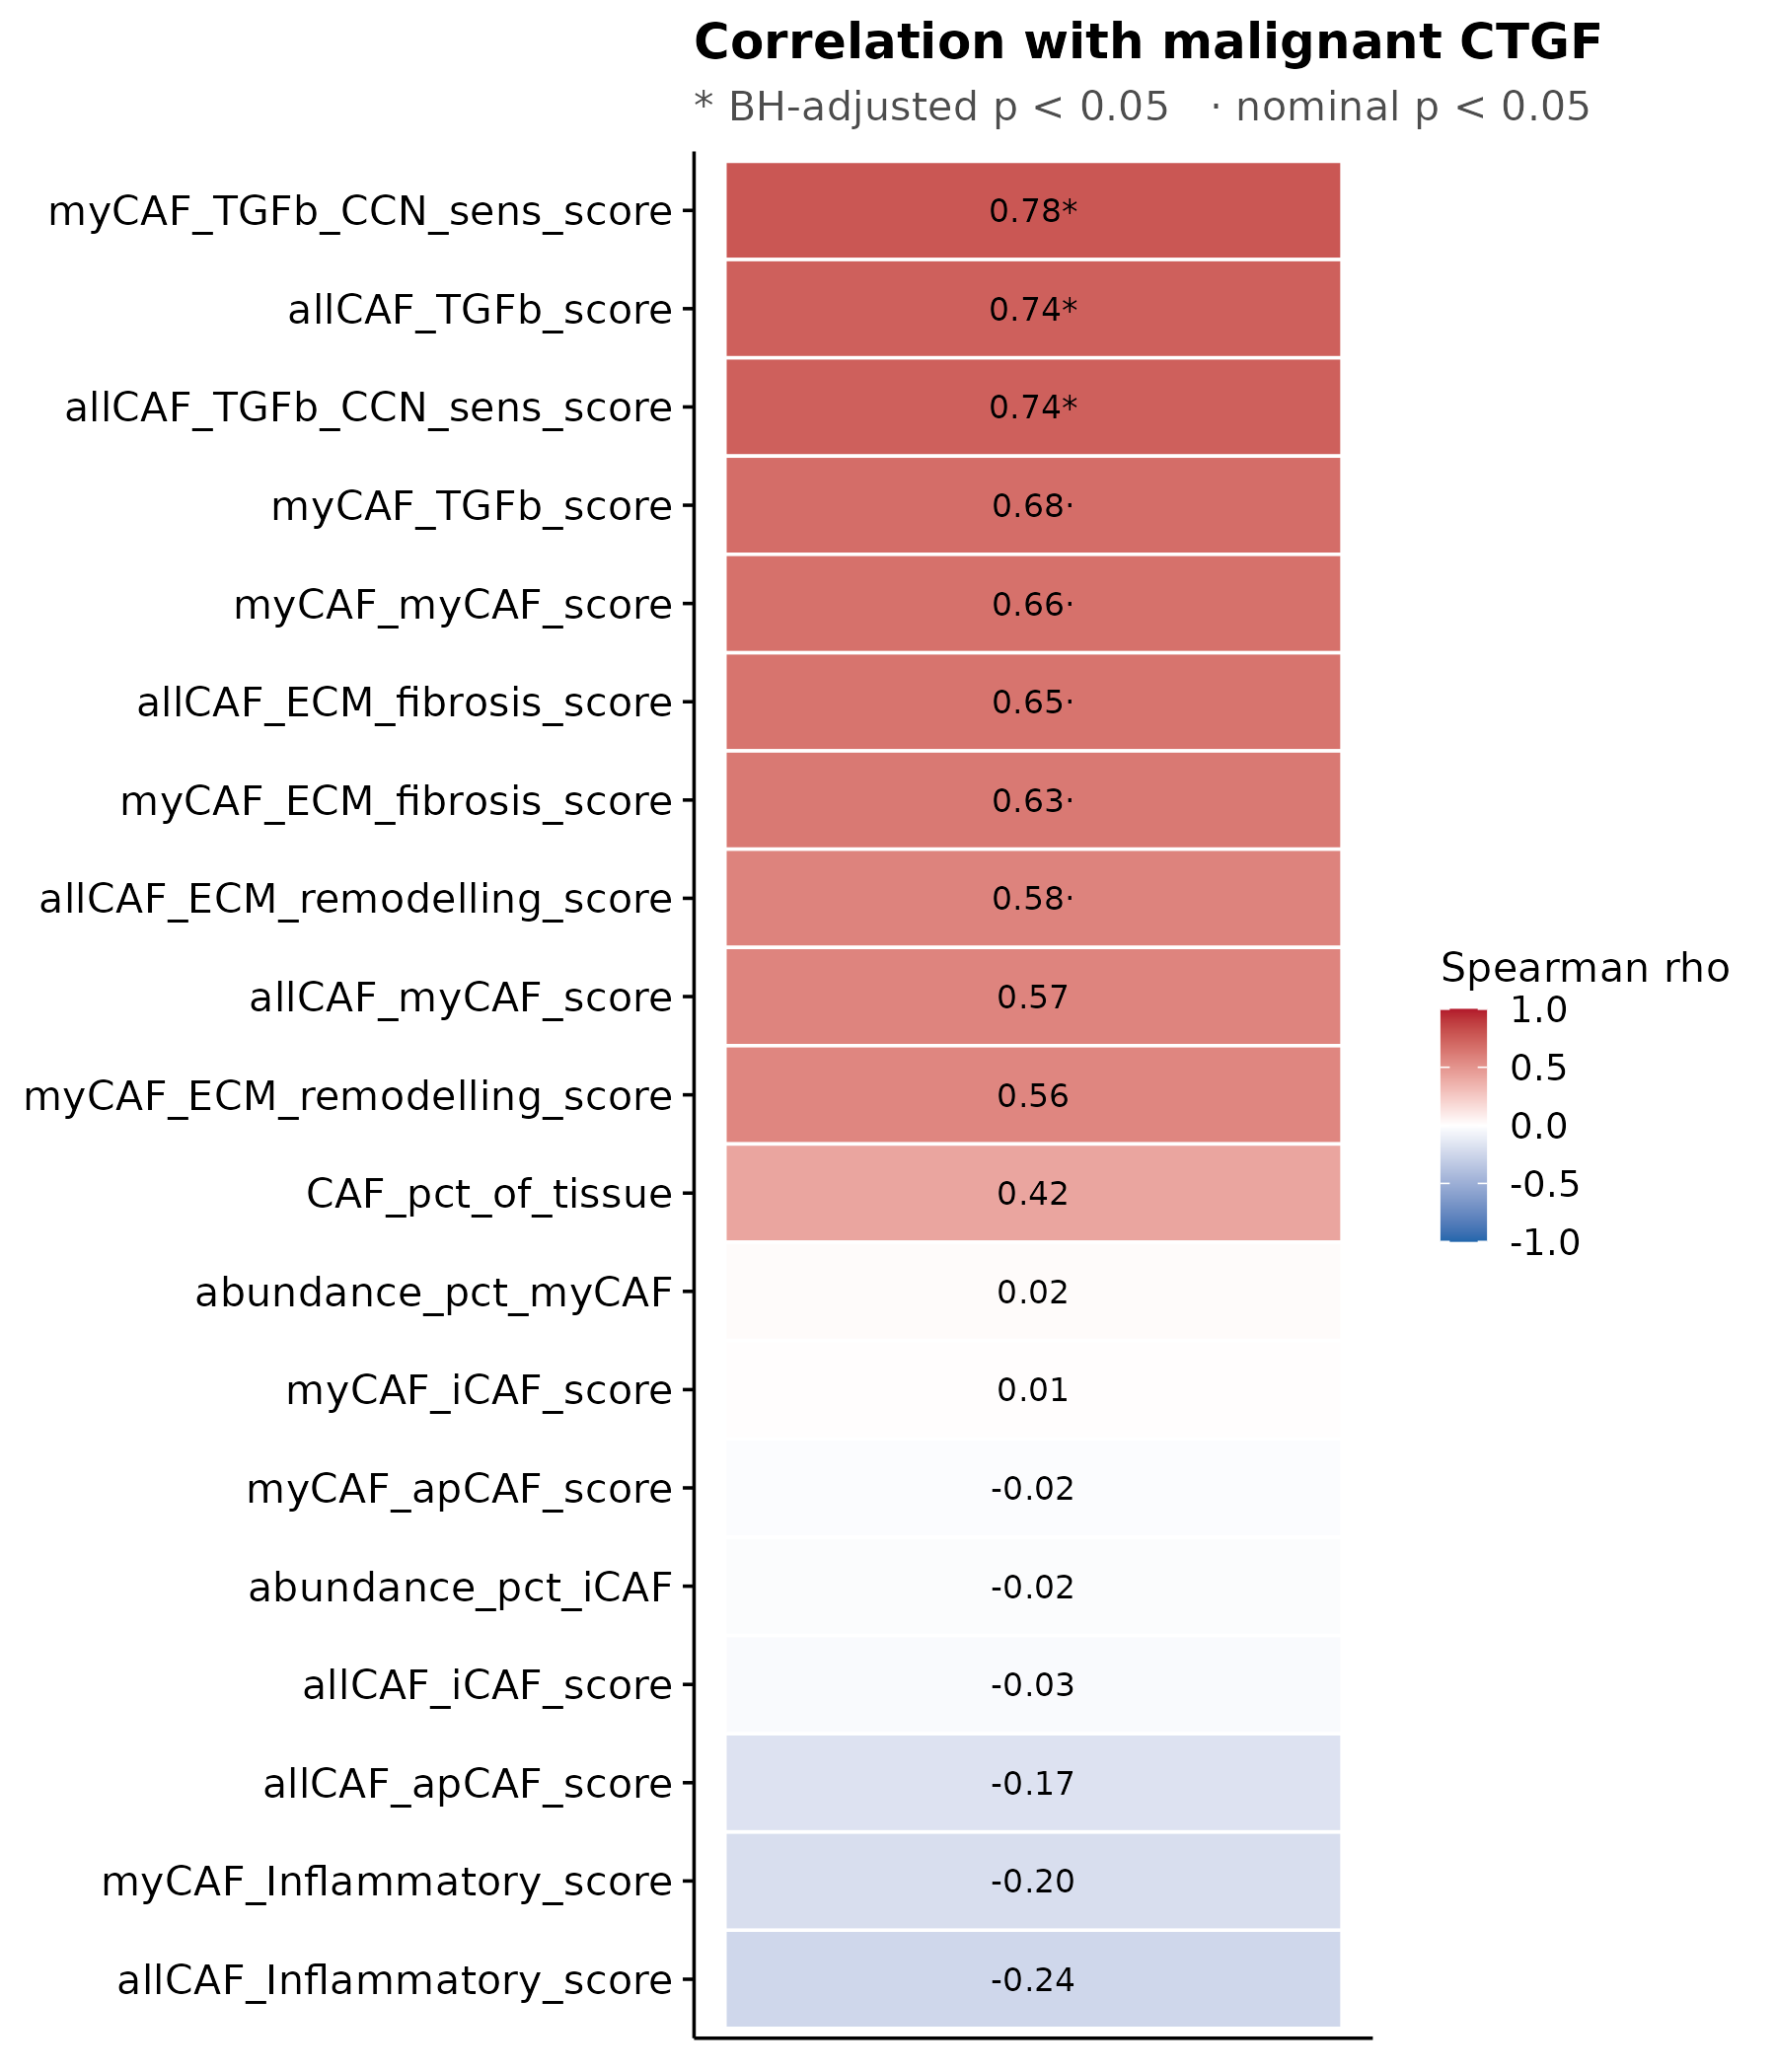 Correlation with malignant CTGF
* BH-adjusted p < 0.05   · nominal p < 0.05
myCAF_TGFb_CCN_sens_score 0.78*
allCAF_TGFb_score 0.74*
allCAF_TGFb_CCN_sens_score 0.74*
myCAF_TGFb_score 0.68·
myCAF_myCAF_score 0.66·
allCAF_ECM_fibrosis_score 0.65·
myCAF_ECM_fibrosis_score 0.63·
allCAF_ECM_remodelling_score 0.58·
allCAF_myCAF_score 0.57
myCAF_ECM_remodelling_score 0.56
CAF_pct_of_tissue 0.42
abundance_pct_myCAF 0.02
myCAF_iCAF_score 0.01
myCAF_apCAF_score -0.02
abundance_pct_iCAF -0.02
allCAF_iCAF_score -0.03
allCAF_apCAF_score -0.17
myCAF_Inflammatory_score -0.20
allCAF_Inflammatory_score -0.24
Spearman rho
1.0
0.5
0.0
-0.5
-1.0